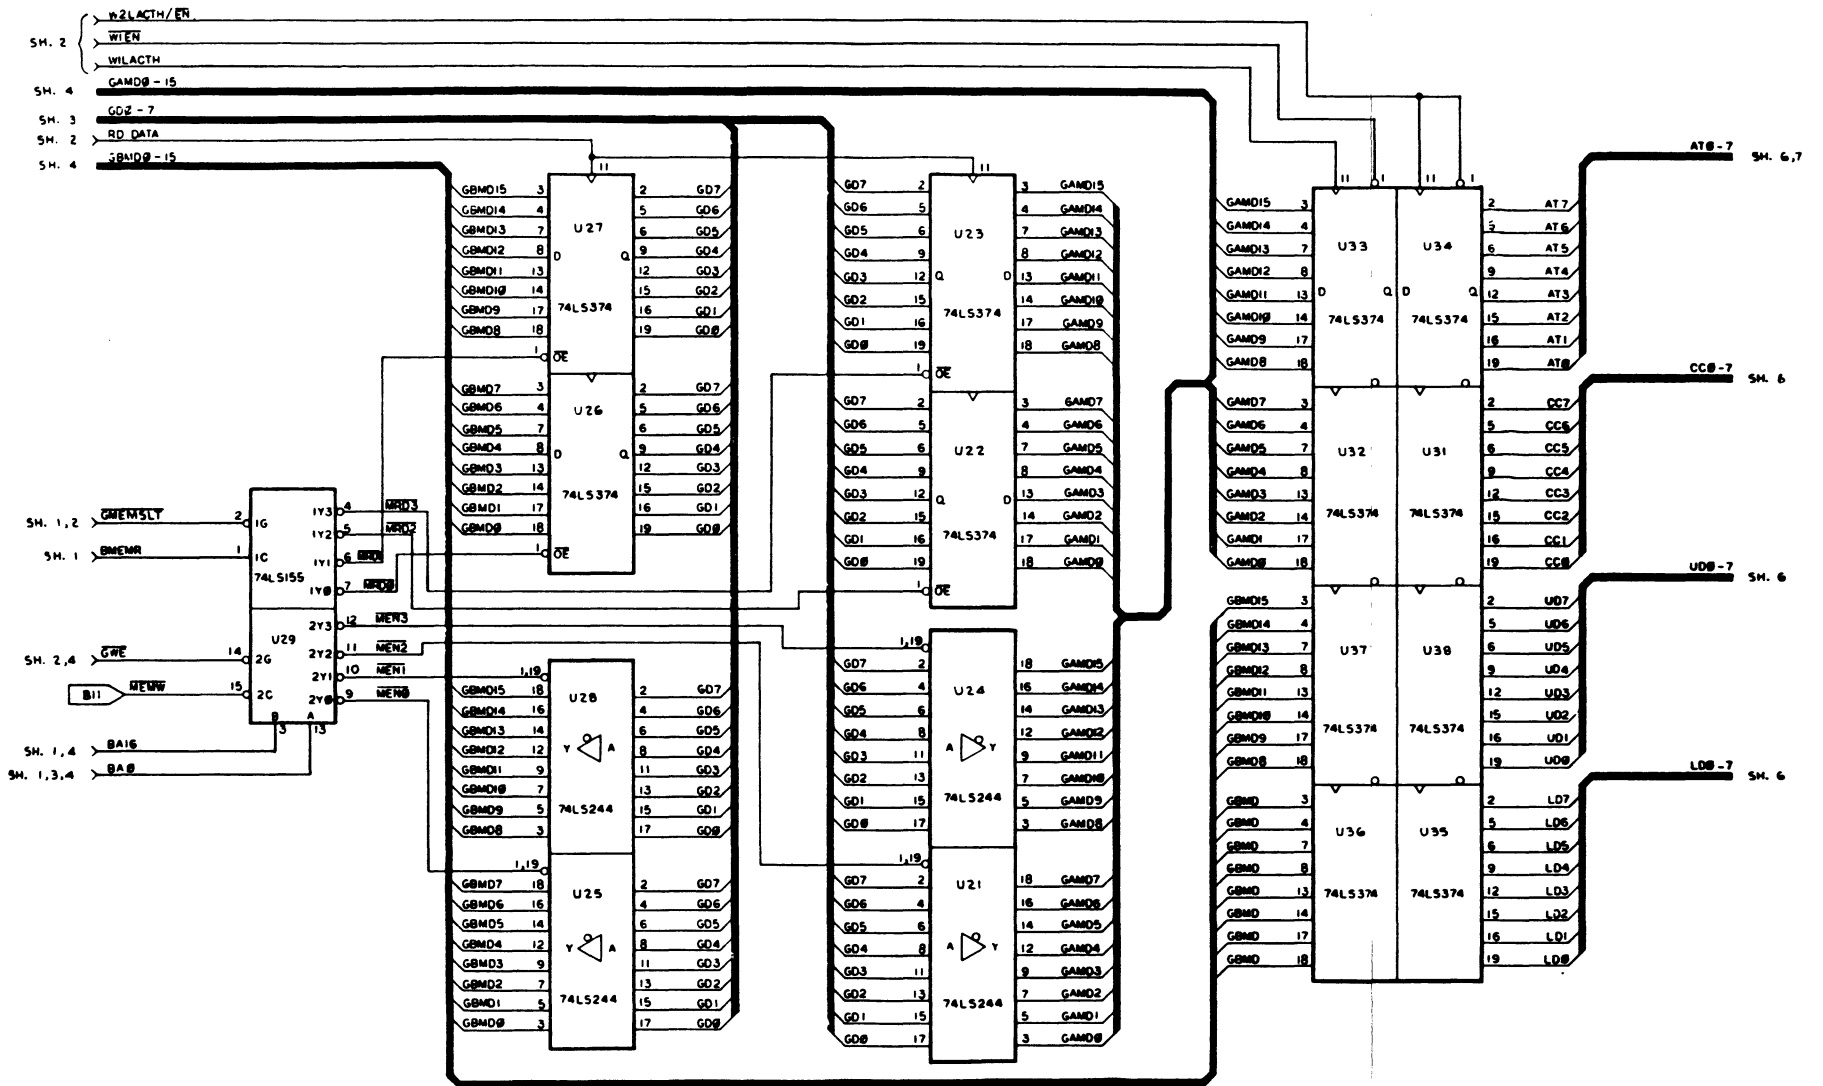 SH. 2
W2LACTH/EN
WIEN
WILACTH
SH. 4
GAMDØ-15
SH. 3
GDØ-7
SH. 2
RD DATA
SH. 4
GBMDØ-15
GBMD15 3 11 2 GD7
GBMD14 4 5 GD6
GBMD13 7 U27 6 GD5
GBMD12 8 D Q 9 GD4
GBMD11 13 12 GD3
GBMD1Ø 14 15 GD2
GBMD9 17 74LS374 16 GD1
GBMD8 18 19 GDØ
1 OE
GBMD7 3 2 GD7
GBMD6 4 U26 5 GD6
GBMD5 7 6 GD5
GBMD4 8 D Q 9 GD4
GBMD3 13 12 GD3
GBMD2 14 74LS374 15 GD2
GBMD1 17 16 GD1
GBMDØ 18 19 GDØ
1 OE
SH. 1,2 GMEMSLT 2 1G 1Y3 4 MRD3
1Y2 5 MRD2
SH. 1 BMEMR 1 1C 1Y1 6
74LS155
1YØ 7 MRDØ
2Y3 12 MEN3
U29
SH. 2,4 GWE 14 2G 2Y2 11 MEN2
2Y1 10 MEN1
B11 MEMW 15 2C 2YØ 9 MENØ
B A
3 13
SH. 1,4 BA16
SH. 1,3,4 BAØ
1,19
GBMD15 18 U28 2 GD7
GBMD14 16 4 GD6
GBMD13 14 6 GD5
GBMD12 12 Y A 8 GD4
GBMD11 9 11 GD3
GBMD1Ø 7 13 GD2
GBMD9 5 74LS244 15 GD1
GBMD8 3 17 GDØ
1,19
GBMD7 18 U25 2 GD7
GBMD6 16 4 GD6
GBMD5 14 6 GD5
GBMD4 12 Y A 8 GD4
GBMD3 9 11 GD3
GBMD2 7 13 GD2
GBMD1 5 74LS244 15 GD1
GBMDØ 3 17 GDØ
GD7 2 11 3 GAMD15
GD6 5 4 GAMD14
GD5 6 U23 7 GAMD13
GD4 9 8 GAMD12
GD3 12 Q D 13 GAMD11
GD2 15 14 GAMD1Ø
GD1 16 74LS374 17 GAMD9
GDØ 19 18 GAMD8
1 OE
GD7 2 3 GAMD7
GD6 5 4 GAMD6
GD5 6 U22 7 GAMD5
GD4 9 8 GAMD4
GD3 12 Q D 13 GAMD3
GD2 15 14 GAMD2
GD1 16 74LS374 17 GAMD1
GDØ 19 18 GAMDØ
1 OE
1,19
GD7 2 18 GAMD15
GD6 4 U24 16 GAMD14
GD5 6 14 GAMD13
GD4 8 A Y 12 GAMD12
GD3 11 9 GAMD11
GD2 13 7 GAMD1Ø
GD1 15 74LS244 5 GAMD9
GDØ 17 3 GAMD8
1,19
GD7 2 U21 18 GAMD7
GD6 4 16 GAMD6
GD5 6 14 GAMD5
GD4 8 A Y 12 GAMD4
GD3 11 9 GAMD3
GD2 13 7 GAMD2
GD1 15 74LS244 5 GAMD1
GDØ 17 3 GAMDØ
11 1 11 1
GAMD15 3 2 AT7
GAMD14 4 5 AT6
GAMD13 7 U33 U34 6 AT5
GAMD12 8 9 AT4
GAMD11 13 D Q D Q 12 AT3
GAMD1Ø 14 74LS374 74LS374 15 AT2
GAMD9 17 16 AT1
GAMD8 18 19 ATØ
ATØ-7 SH. 6,7
GAMD7 3 2 CC7
GAMD6 4 5 CC6
GAMD5 7 U32 U31 6 CC5
GAMD4 8 9 CC4
GAMD3 13 12 CC3
GAMD2 14 74LS374 74LS374 15 CC2
GAMD1 17 16 CC1
GAMDØ 18 19 CCØ
CCØ-7 SH. 6
GBMD15 3 2 UD7
GBMD14 4 5 UD6
GBMD13 7 U37 U38 6 UD5
GBMD12 8 9 UD4
GBMD11 13 12 UD3
GBMD1Ø 14 74LS374 74LS374 15 UD2
GBMD9 17 16 UD1
GBMD8 18 19 UDØ
UDØ-7 SH. 6
GBMD 3 2 LD7
GBMD 4 U36 U35 5 LD6
GBMD 7 6 LD5
GBMD 8 9 LD4
GBMD 13 74LS374 74LS374 12 LD3
GBMD 14 15 LD2
GBMD 17 16 LD1
GBMD 18 19 LDØ
LDØ-7 SH. 6